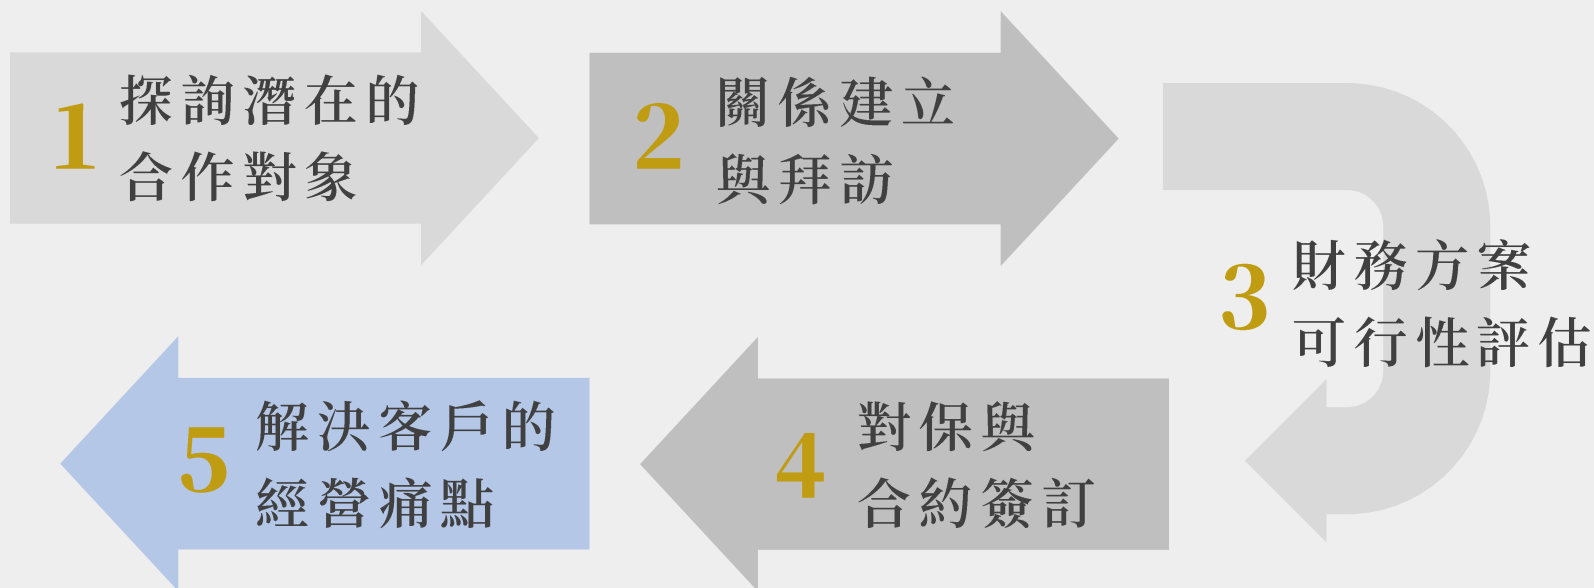 1 探詢潛在的
合作對象
2 關係建立
與拜訪
3 財務方案
可行性評估
4 對保與
合約簽訂
5 解決客戶的
經營痛點